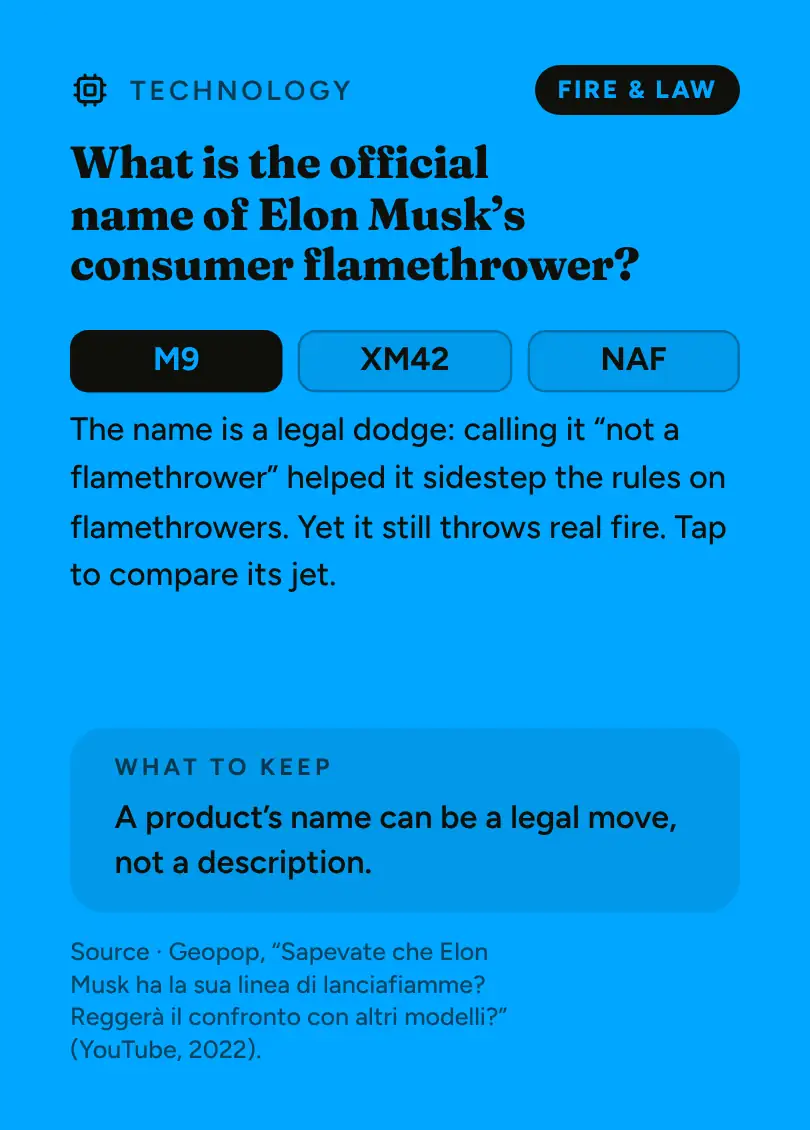 TECHNOLOGY
FIRE & LAW
What is the official
name of Elon Musk’s
consumer flamethrower?
M9
XM42
NAF
The name is a legal dodge: calling it “not a
flamethrower” helped it sidestep the rules on
flamethrowers. Yet it still throws real fire. Tap
to compare its jet.
WHAT TO KEEP
A product’s name can be a legal move,
not a description.
Source · Geopop, “Sapevate che Elon
Musk ha la sua linea di lanciafiamme?
Reggerà il confronto con altri modelli?”
(YouTube, 2022).